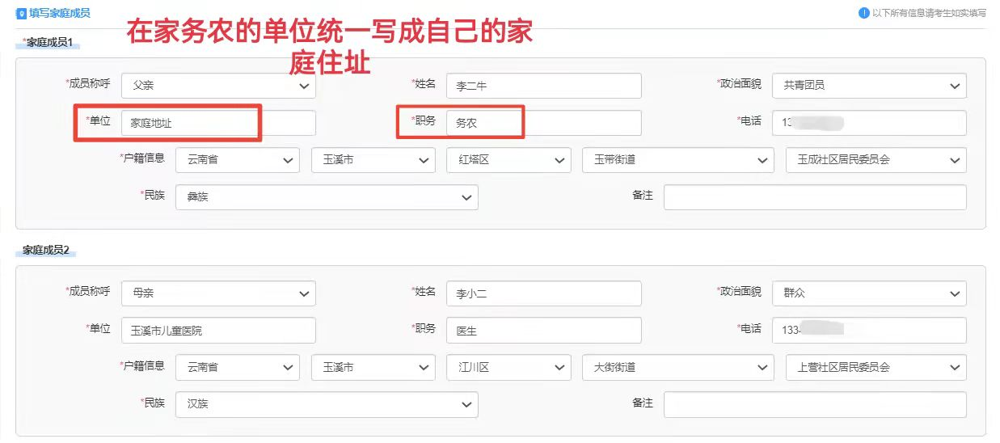 填写家庭成员
以下所有信息请考生如实填写
在家务农的单位统一写成自己的家
庭住址
*家庭成员1
*成员称呼 父亲 *姓名 李二牛 *政治面貌 共青团员
*单位 家庭地址 *职务 务农 *电话 13
*户籍信息 云南省 玉溪市 红塔区 玉带街道 玉成社区居民委员会
*民族 彝族 备注
家庭成员2
*成员称呼 母亲 *姓名 李小二 *政治面貌 群众
*单位 玉溪市儿童医院 *职务 医生 *电话 133
*户籍信息 云南省 玉溪市 江川区 大街街道 上营社区居民委员会
*民族 汉族 备注